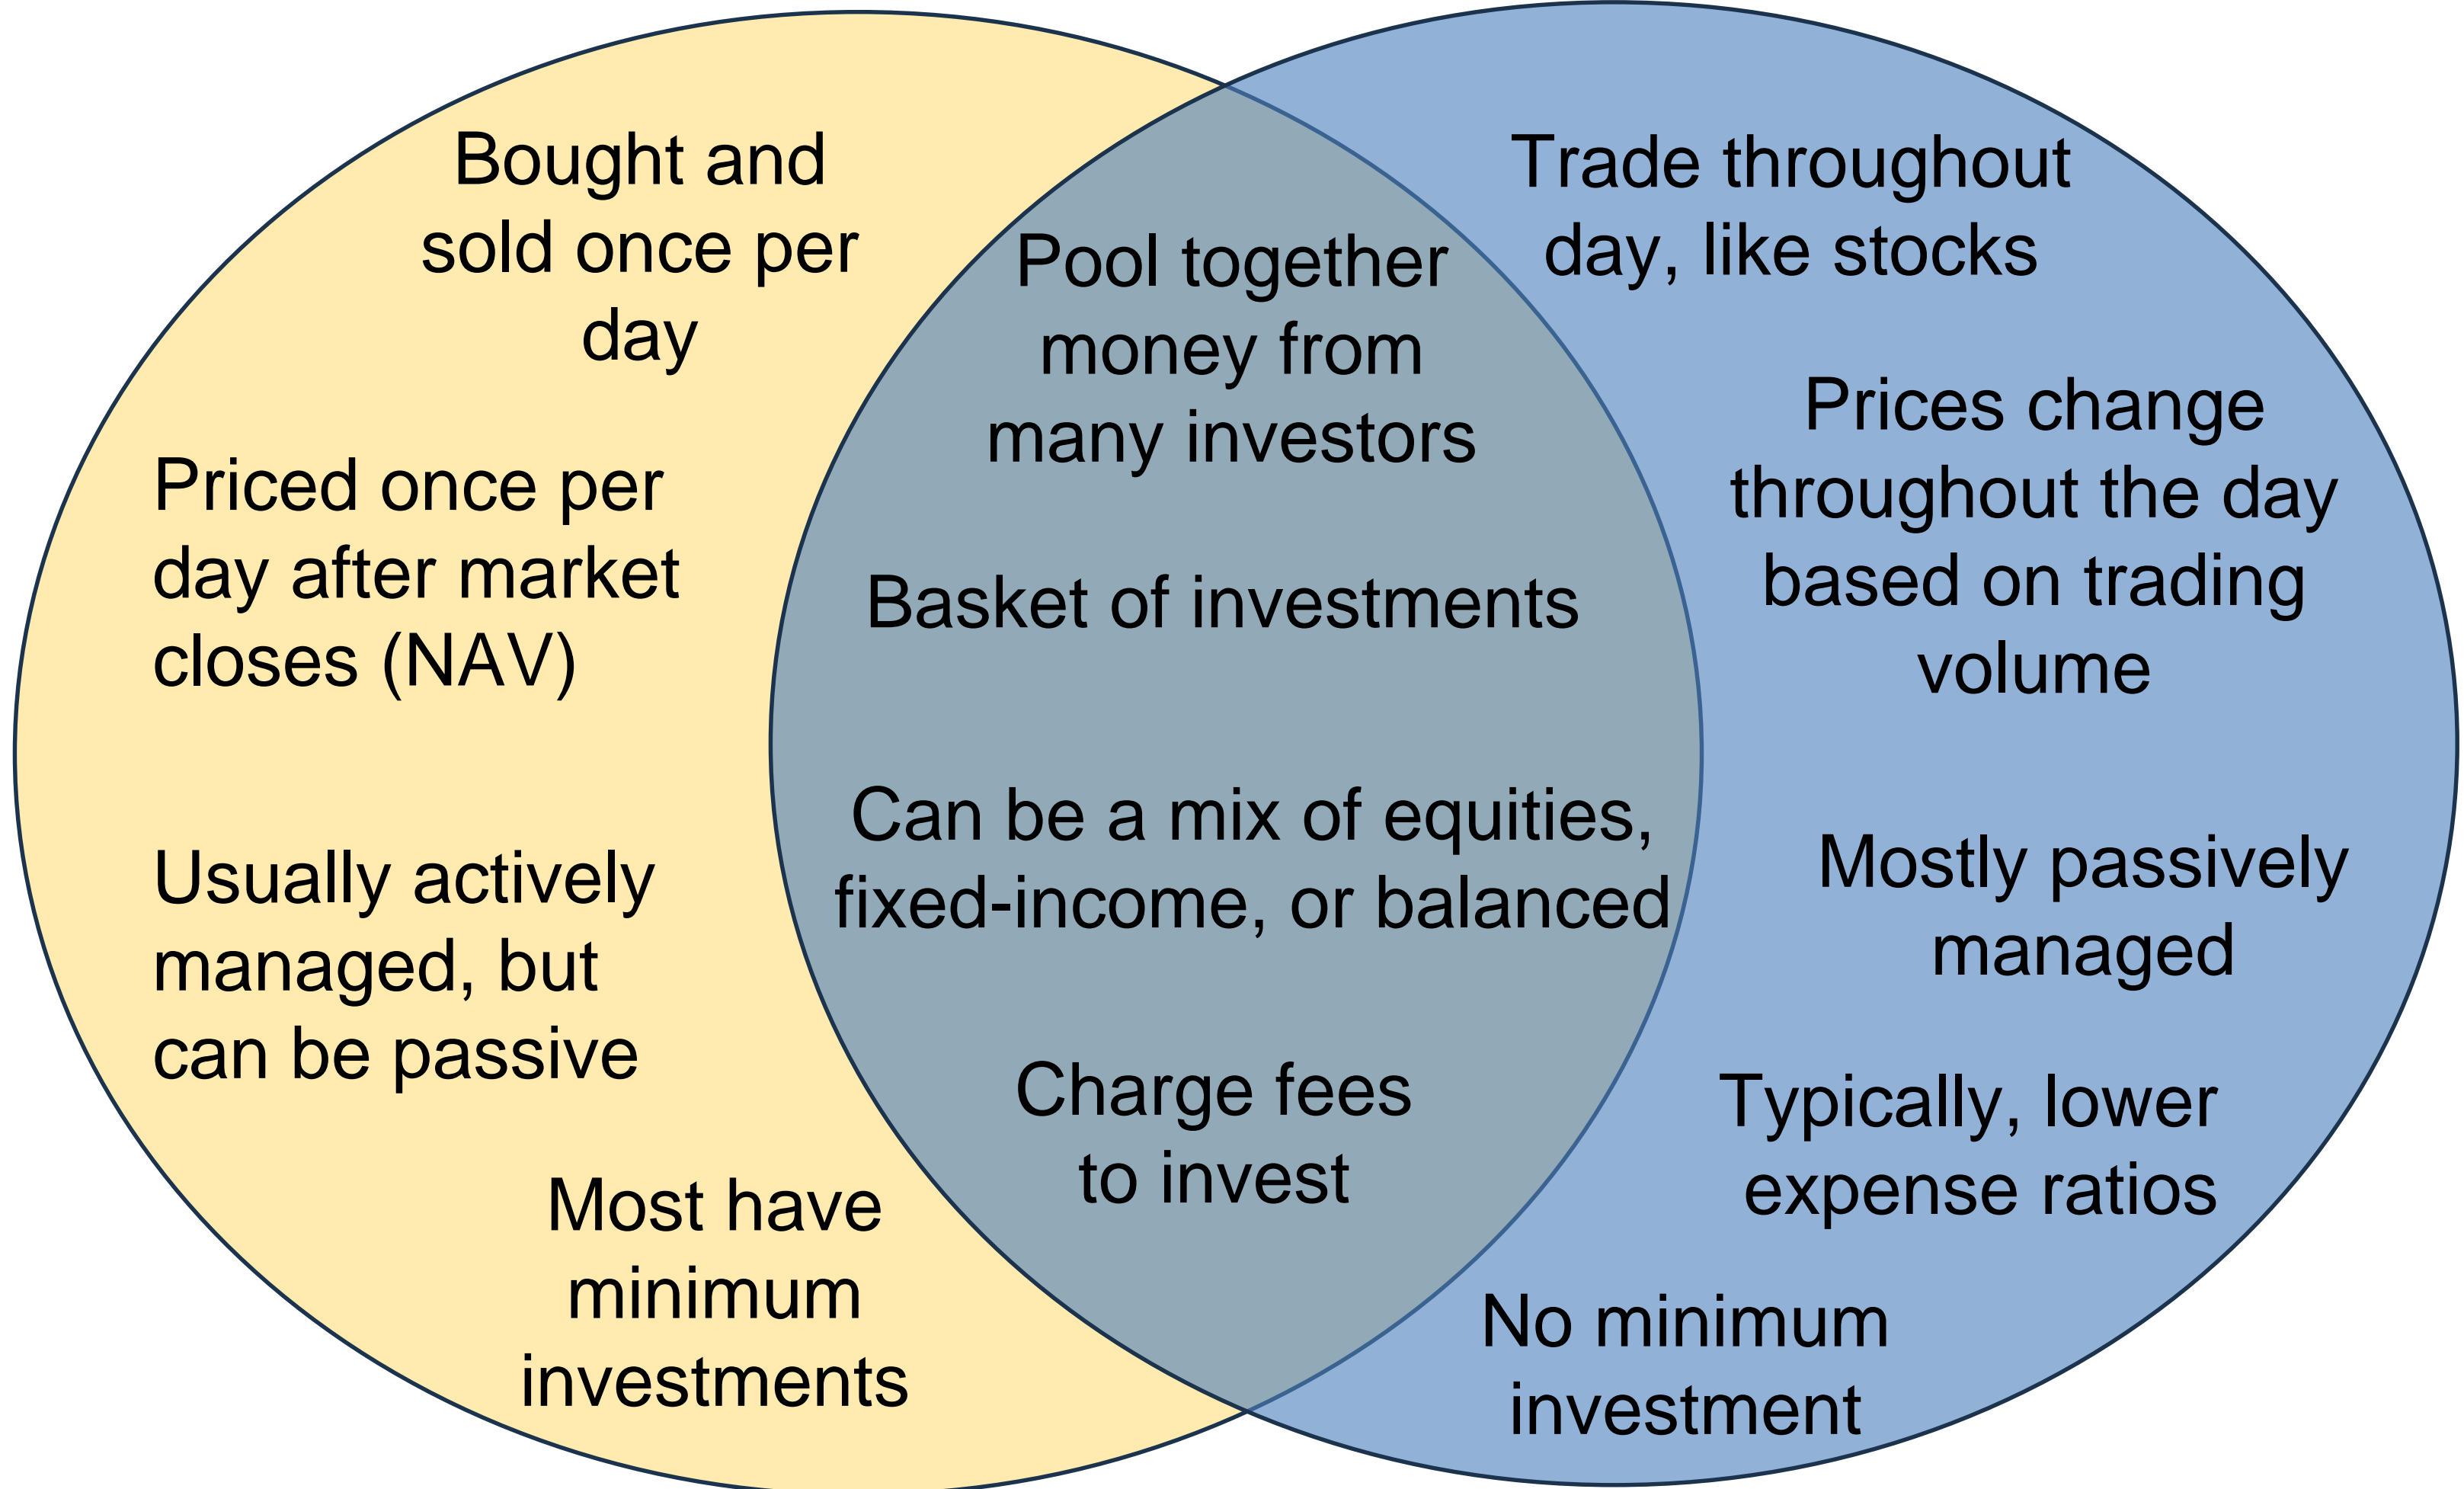 Bought and
sold once per
day
Priced once per
day after market
closes (NAV)
Usually actively
managed, but
can be passive
Most have
minimum
investments
Pool together
money from
many investors
Basket of investments
Can be a mix of equities,
fixed-income, or balanced
Charge fees
to invest
Trade throughout
day, like stocks
Prices change
throughout the day
based on trading
volume
Mostly passively
managed
Typically, lower
expense ratios
No minimum
investment